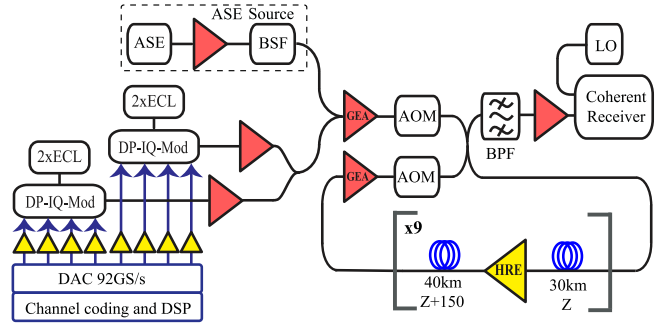 ASE Source
ASE
BSF
LO
Coherent
Receiver
2xECL
GEA
AOM
BPF
DP-IQ-Mod
2xECL
GEA
AOM
DP-IQ-Mod
x9
HRE
40km
Z+150
30km
Z
DAC 92GS/s
Channel coding and DSP